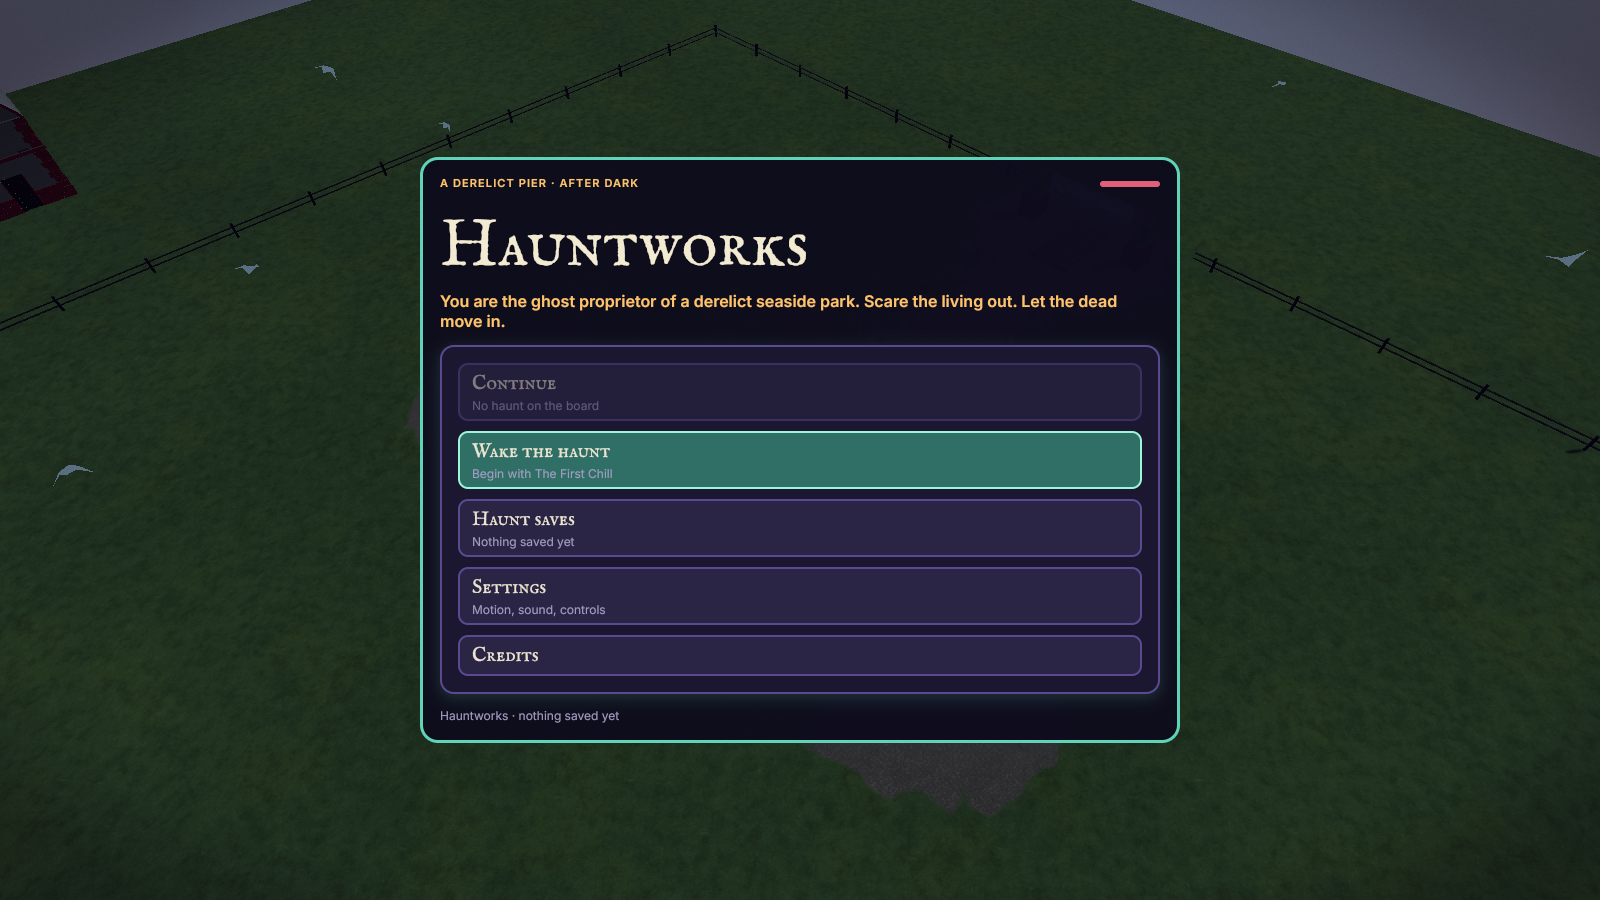 A DERELICT PIER · AFTER DARK
Hauntworks
You are the ghost proprietor of a derelict seaside park. Scare the living out. Let the dead
move in.
Continue
No haunt on the board
Wake the haunt
Begin with The First Chill
Haunt saves
Nothing saved yet
Settings
Motion, sound, controls
Credits
Hauntworks · nothing saved yet